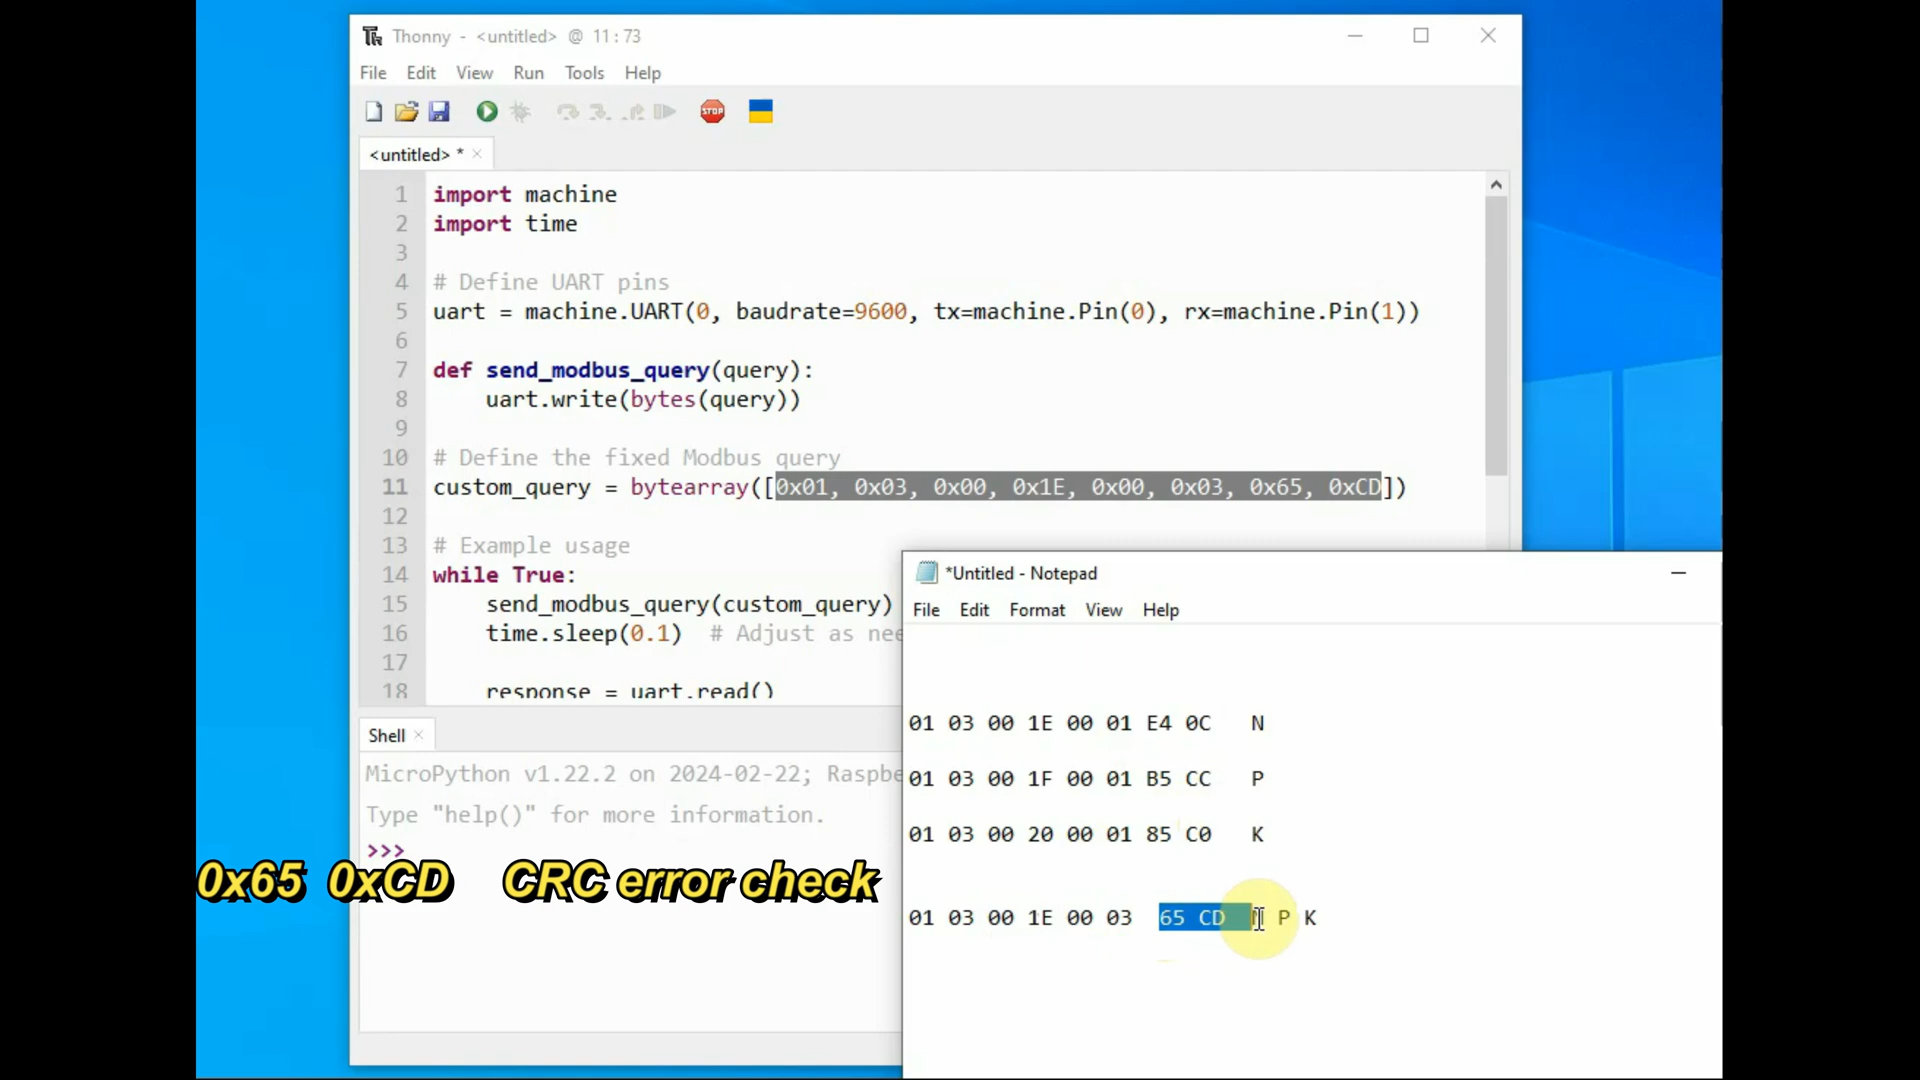 Thonny - <untitled> @ 11:73
File Edit View Run Tools Help
STOP
<untitled> *
1 import machine
2 import time
3
4 # Define UART pins
5 uart = machine.UART(0, baudrate=9600, tx=machine.Pin(0), rx=machine.Pin(1))
6
7 def send_modbus_query(query):
8 uart.write(bytes(query))
9
10 # Define the fixed Modbus query
11 custom_query = bytearray([0x01, 0x03, 0x00, 0x1E, 0x00, 0x03, 0x65, 0xCD])
12
13 # Example usage
14 while True:
15 send_modbus_query(custom_query)
16 time.sleep(0.1) # Adjust as nee
17
18 response = uart.read()
Shell
MicroPython v1.22.2 on 2024-02-22; Raspbe
Type "help()" for more information.
>>>
0x65 0xCD CRC error check
*Untitled - Notepad
File Edit Format View Help
01 03 00 1E 00 01 E4 0C N
01 03 00 1F 00 01 B5 CC P
01 03 00 20 00 01 85 C0 K
01 03 00 1E 00 03 65 CD N P K